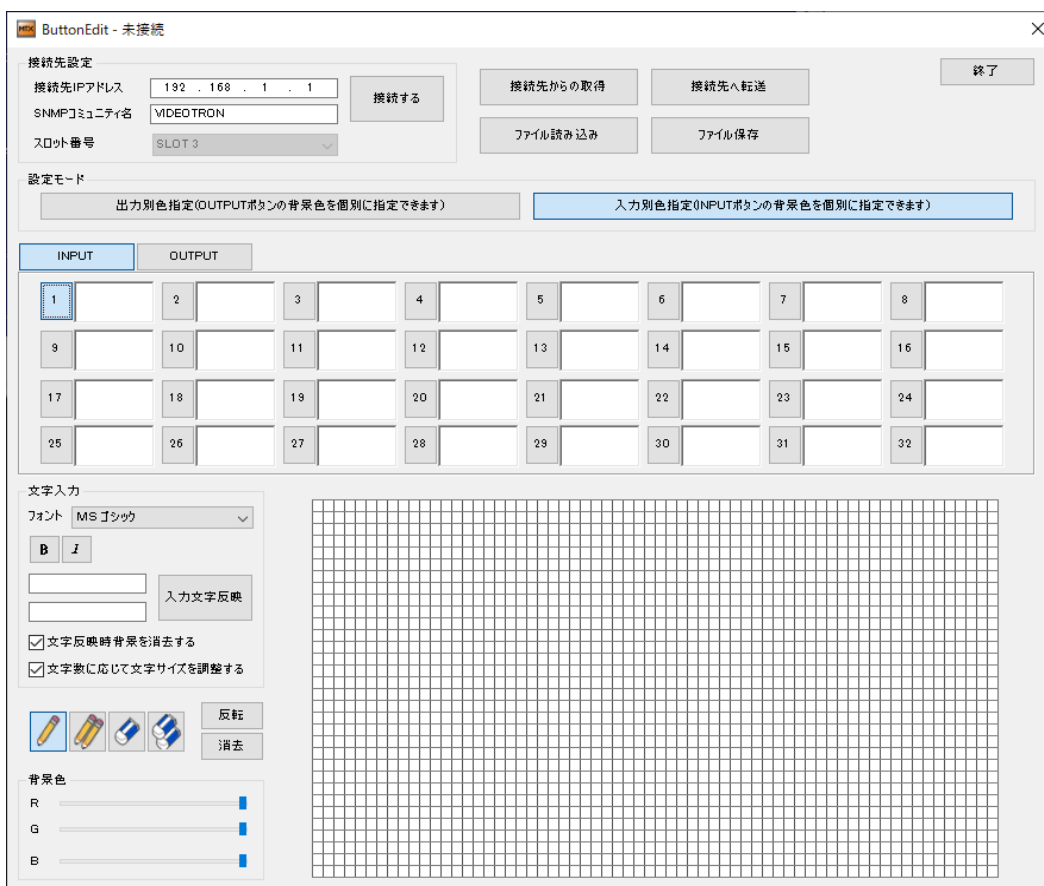 MTX ButtonEdit - 未接続
接続先設定
接続先IPアドレス 192 . 168 . 1 . 1
SNMPコミュニティ名 VIDEOTRON
スロット番号 SLOT 3
接続する
接続先からの取得 接続先へ転送
ファイル読み込み ファイル保存
終了
設定モード
出力別色指定(OUTPUTボタンの背景色を個別に指定できます) 入力別色指定(INPUTボタンの背景色を個別に指定できます)
INPUT OUTPUT
1 2 3 4 5 6 7 8
9 10 11 12 13 14 15 16
17 18 19 20 21 22 23 24
25 26 27 28 29 30 31 32
文字入力
フォント MS ゴシック
B I
入力文字反映
文字反映時背景を消去する
文字数に応じて文字サイズを調整する
反転
消去
背景色
R
G
B